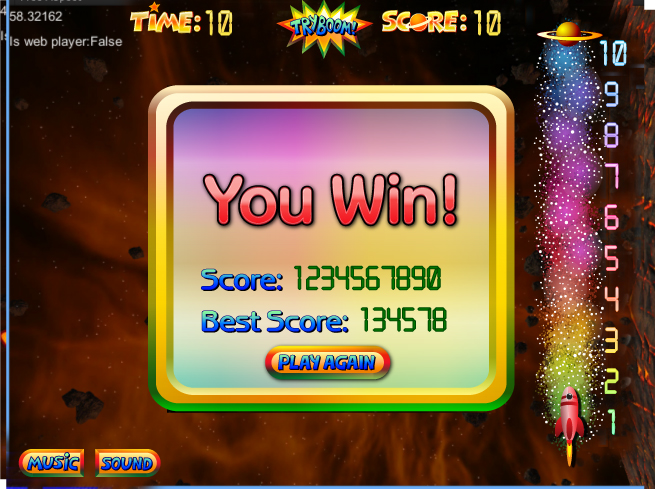 58.32162
Is web player:False
TIME: 10
TRYBOOM!
SCORE: 10
10
9
8
7
6
5
4
3
2
1
You Win!
Score: 1234567890
Best Score: 134578
PLAY AGAIN
MUSIC
SOUND